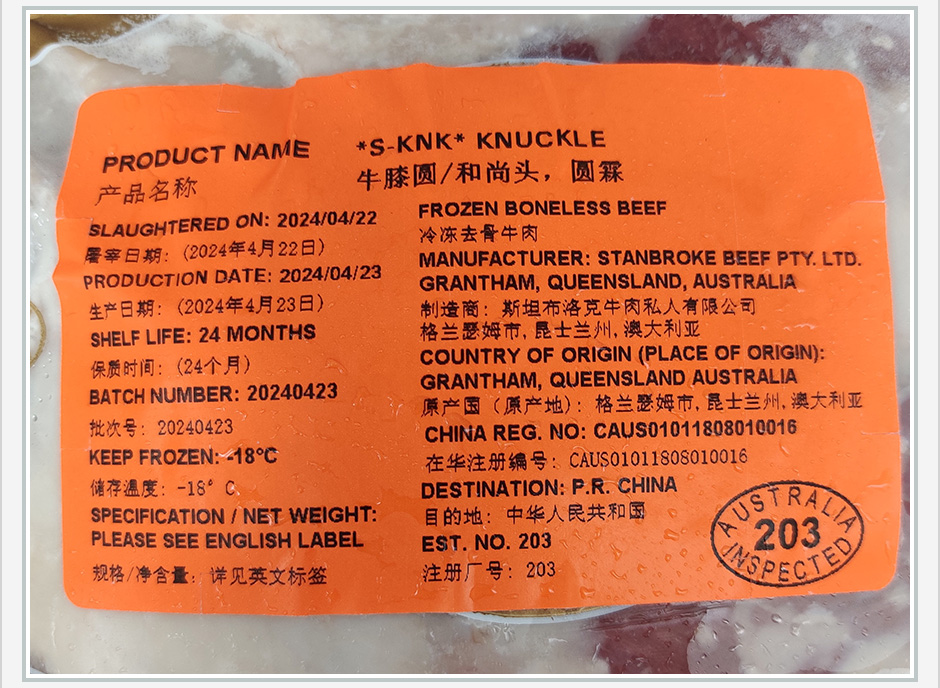 PRODUCT NAME
*S-KNK* KNUCKLE
产品名称
牛膝圆/和尚头，圆霖
SLAUGHTERED ON: 2024/04/22
屠宰日期:（2024年4月22日）
PRODUCTION DATE: 2024/04/23
生产日期:（2024年4月23日）
SHELF LIFE: 24 MONTHS
保质时间:（24个月）
BATCH NUMBER: 20240423
批次号: 20240423
KEEP FROZEN: -18°C
储存温度: -18° C
SPECIFICATION / NET WEIGHT:
PLEASE SEE ENGLISH LABEL
规格/净含量: 详见英文标签
FROZEN BONELESS BEEF
冷冻去骨牛肉
MANUFACTURER: STANBROKE BEEF PTY. LTD.
GRANTHAM, QUEENSLAND, AUSTRALIA
制造商: 斯坦布洛克牛肉私人有限公司
格兰瑟姆市, 昆士兰州, 澳大利亚
COUNTRY OF ORIGIN (PLACE OF ORIGIN):
GRANTHAM, QUEENSLAND AUSTRALIA
原产国（原产地）: 格兰瑟姆市, 昆士兰州, 澳大利亚
CHINA REG. NO: CAUS01011808010016
在华注册编号: CAUS01011808010016
DESTINATION: P.R. CHINA
目的地: 中华人民共和国
EST. NO. 203
注册厂号: 203
AUSTRALIA
203
INSPECTED